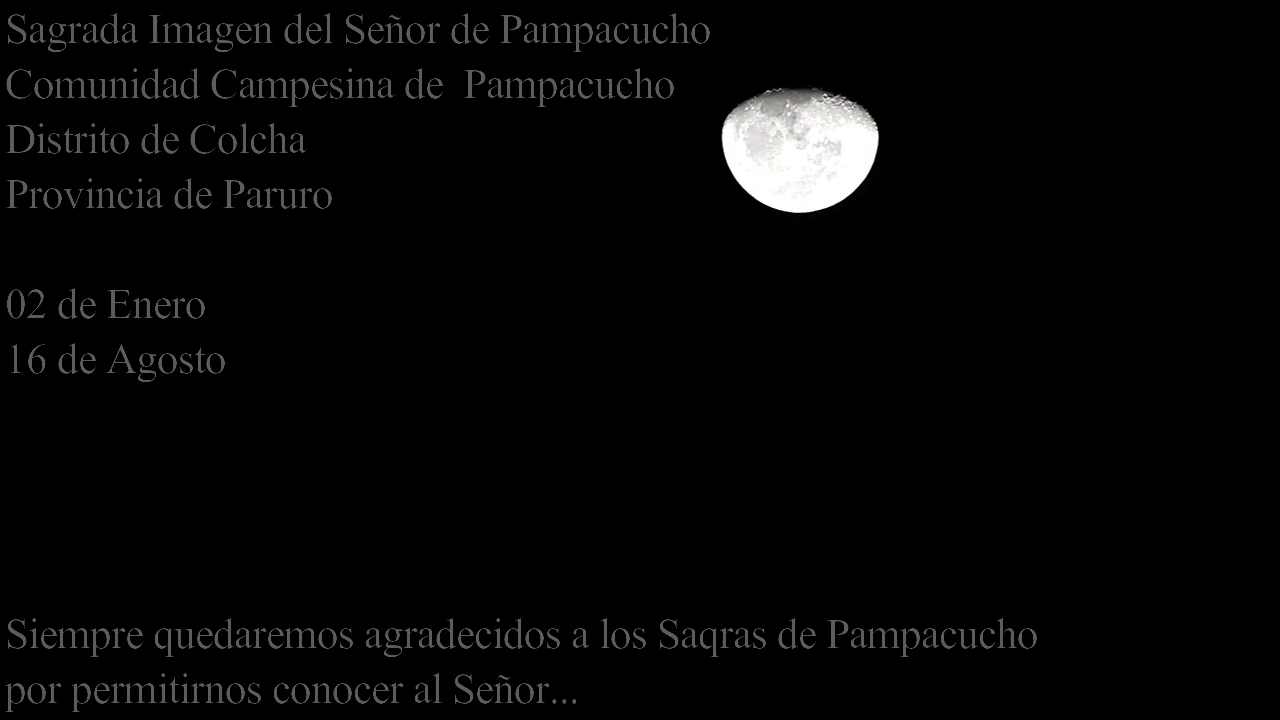 Sagrada Imagen del Señor de Pampacucho
Comunidad Campesina de  Pampacucho
Distrito de Colcha
Provincia de Paruro
02 de Enero
16 de Agosto
Siempre quedaremos agradecidos a los Saqras de Pampacucho
por permitirnos conocer al Señor...